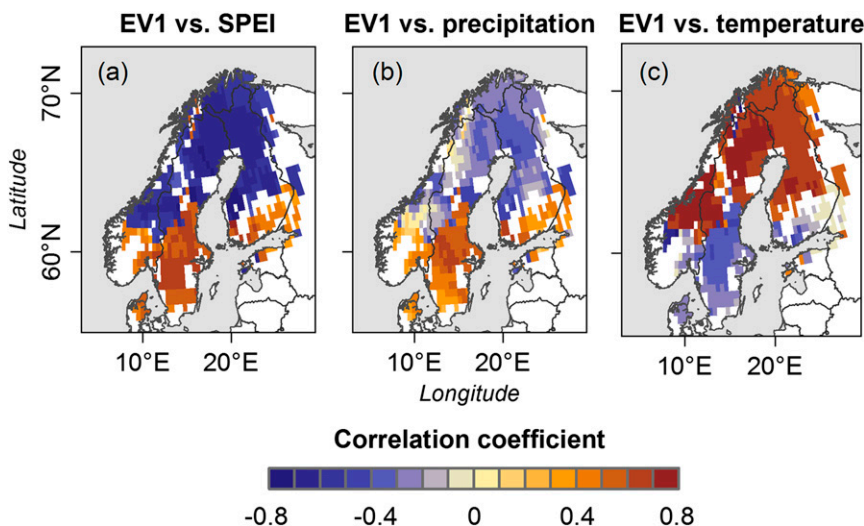 EV1 vs. SPEI
EV1 vs. precipitation
EV1 vs. temperature
(a)
(b)
(c)
70°N
60°N
Latitude
10°E 20°E
10°E 20°E
10°E 20°E
Longitude
Correlation coefficient
-0.8 -0.4 0 0.4 0.8